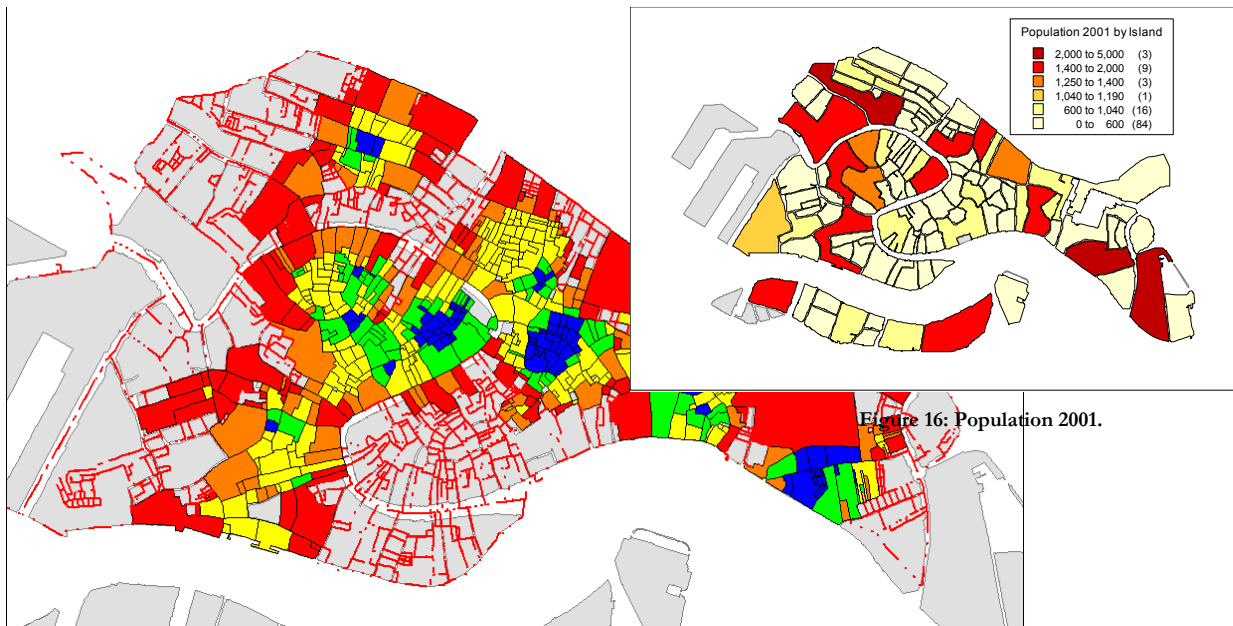 Population 2001 by Island
2,000 to 5,000 (3)
1,400 to 2,000 (9)
1,250 to 1,400 (3)
1,040 to 1,190 (1)
600 to 1,040 (16)
0 to 600 (84)
Figure 16: Population 2001.